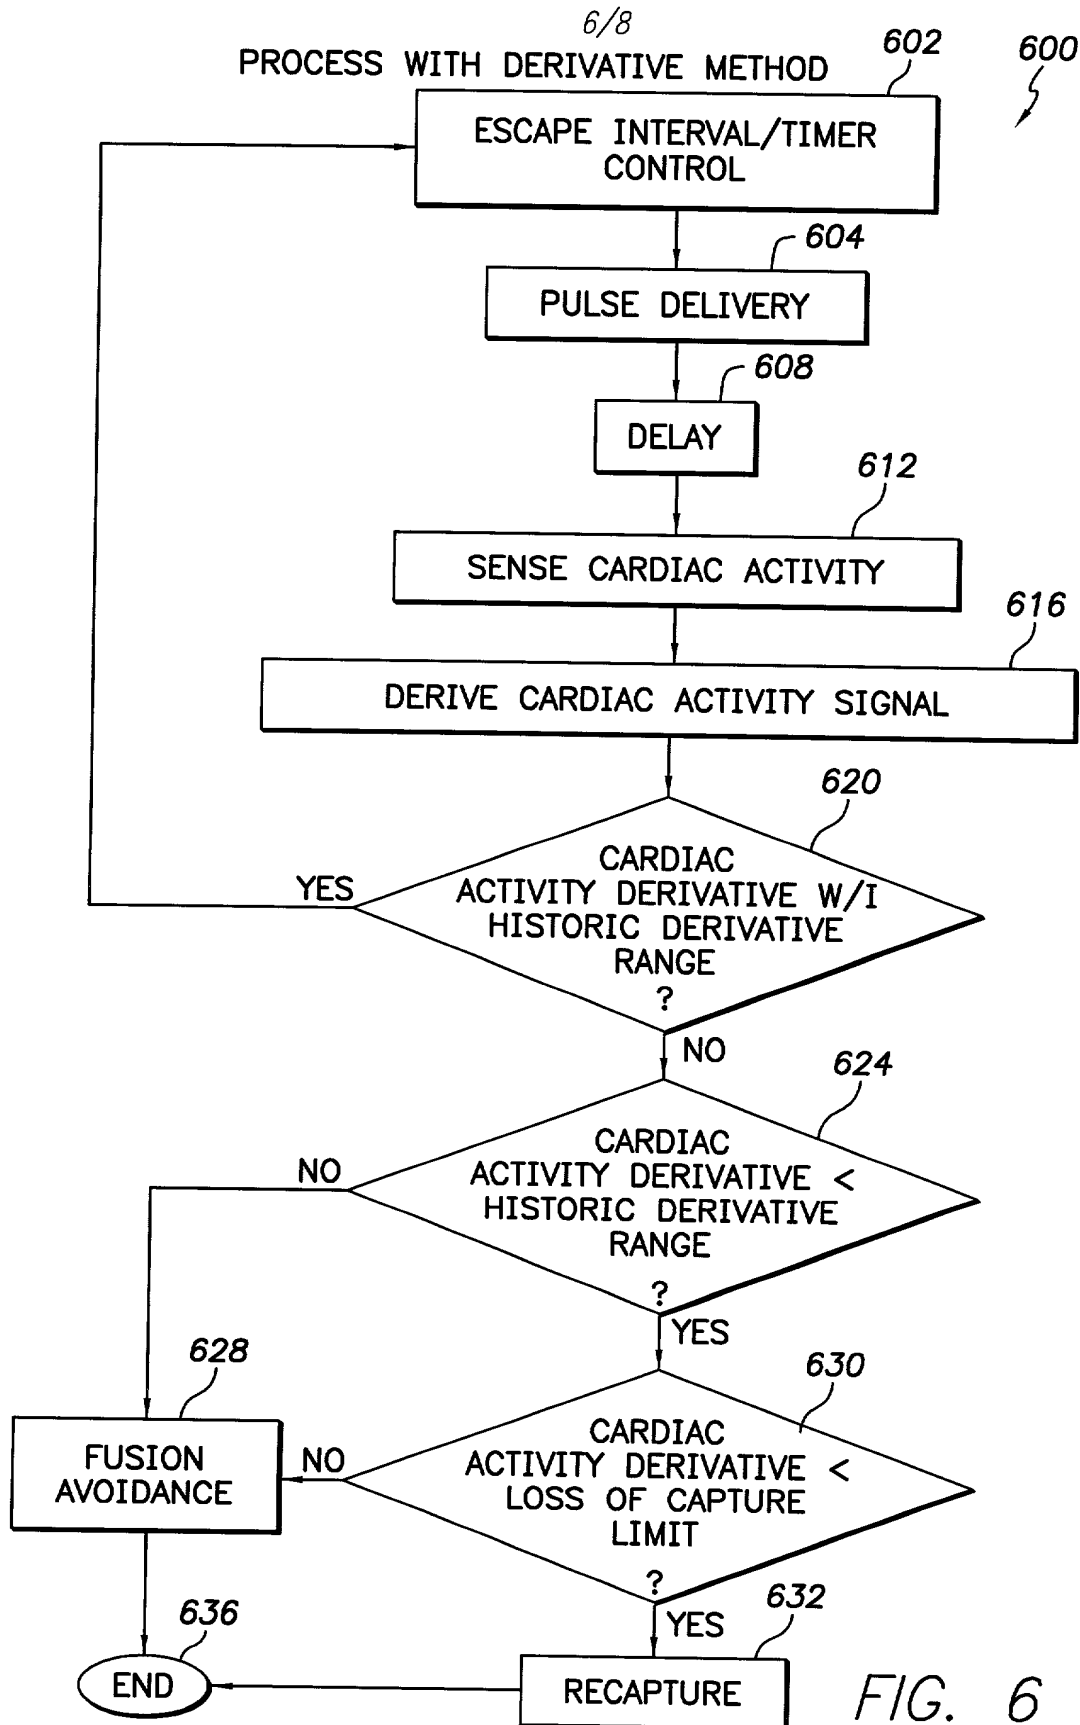 6/8
PROCESS WITH DERIVATIVE METHOD
602
600
ESCAPE INTERVAL/TIMER
CONTROL
604
PULSE DELIVERY
608
DELAY
612
SENSE CARDIAC ACTIVITY
616
DERIVE CARDIAC ACTIVITY SIGNAL
620
CARDIAC
YES
ACTIVITY DERIVATIVE W/I
HISTORIC DERIVATIVE
RANGE
?
NO
624
CARDIAC
NO
ACTIVITY DERIVATIVE <
HISTORIC DERIVATIVE
RANGE
?
YES
628
630
FUSION
AVOIDANCE
NO
CARDIAC
ACTIVITY DERIVATIVE <
LOSS OF CAPTURE
LIMIT
?
YES
632
636
END
RECAPTURE
FIG. 6